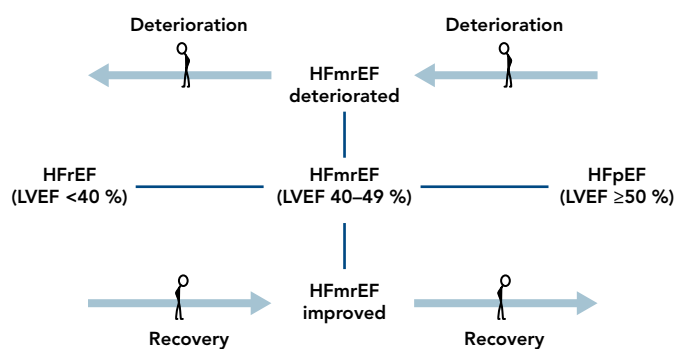 Deterioration
Deterioration
HFmrEF
deteriorated
HFrEF
(LVEF <40 %)
HFmrEF
(LVEF 40–49 %)
HFpEF
(LVEF ≥50 %)
HFmrEF
improved
Recovery
Recovery